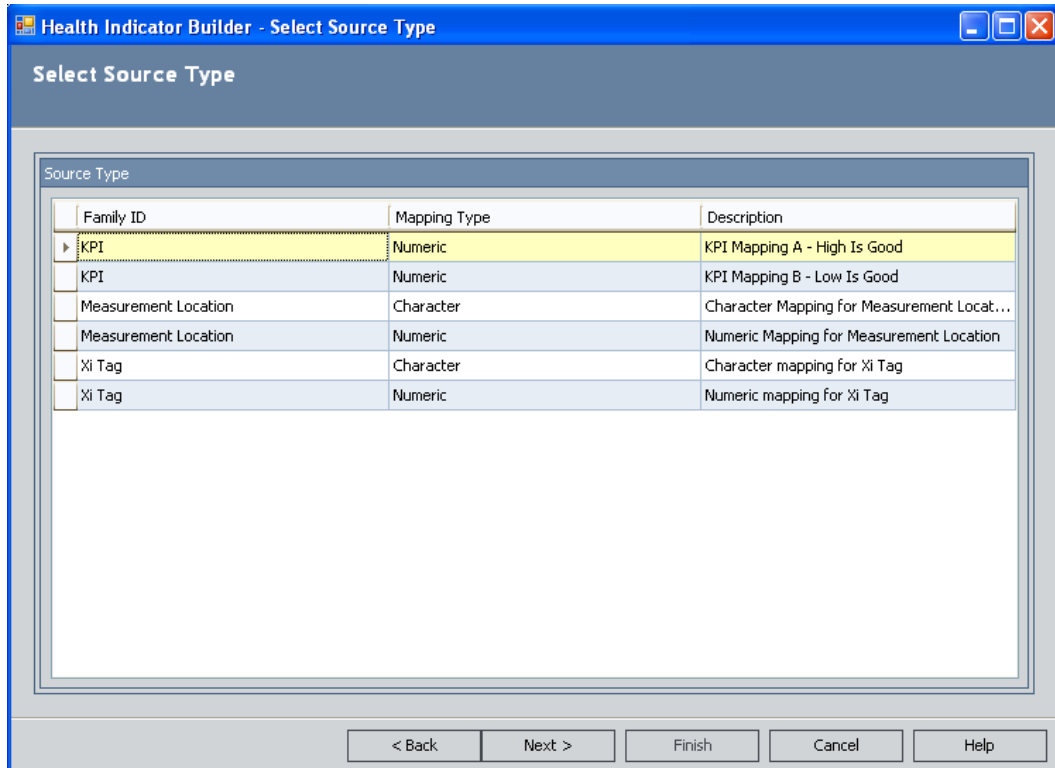 Health Indicator Builder - Select Source Type
Select Source Type
Source Type
Family ID Mapping Type Description
KPI Numeric KPI Mapping A - High Is Good
KPI Numeric KPI Mapping B - Low Is Good
Measurement Location Character Character Mapping for Measurement Locat...
Measurement Location Numeric Numeric Mapping for Measurement Location
Xi Tag Character Character mapping for Xi Tag
Xi Tag Numeric Numeric mapping for Xi Tag
< Back Next > Finish Cancel Help